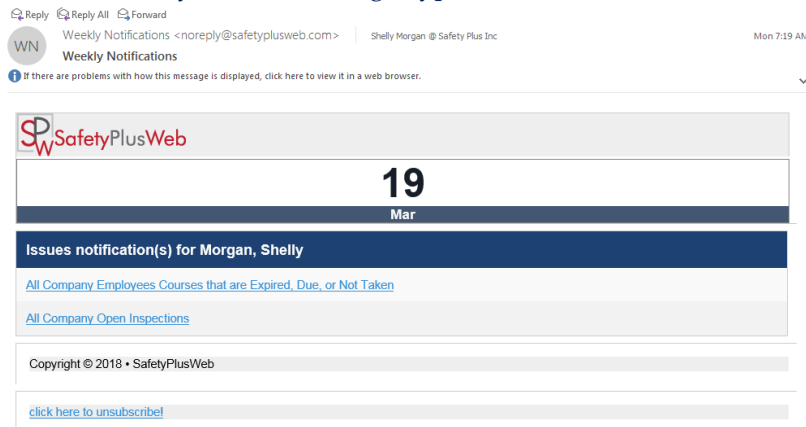 Reply Reply All Forward
WN
Weekly Notifications <noreply@safetyplusweb.com> Shelly Morgan @ Safety Plus Inc Mon 7:19 AM
Weekly Notifications
If there are problems with how this message is displayed, click here to view it in a web browser.
SPW SafetyPlusWeb
19
Mar
Issues notification(s) for Morgan, Shelly
All Company Employees Courses that are Expired, Due, or Not Taken
All Company Open Inspections
Copyright © 2018 • SafetyPlusWeb
click here to unsubscribe!